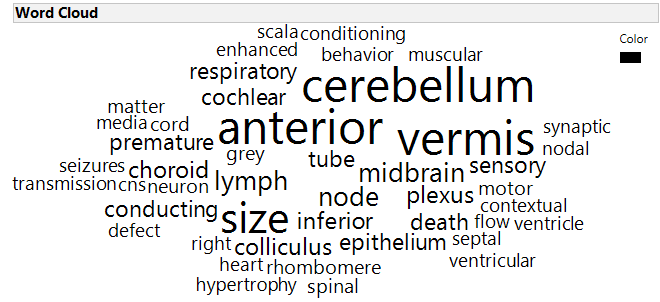 Word Cloud
scala conditioning
Color
enhanced behavior muscular
respiratory cerebellum
cochlear
matter
media cord anterior vermis synaptic
premature nodal
grey tube
seizures choroid midbrain sensory
transmission cns neuron lymph node plexus motor
contextual
conducting size inferior death flow ventricle
defect
right colliculus epithelium septal
heart rhombomere ventricular
hypertrophy spinal